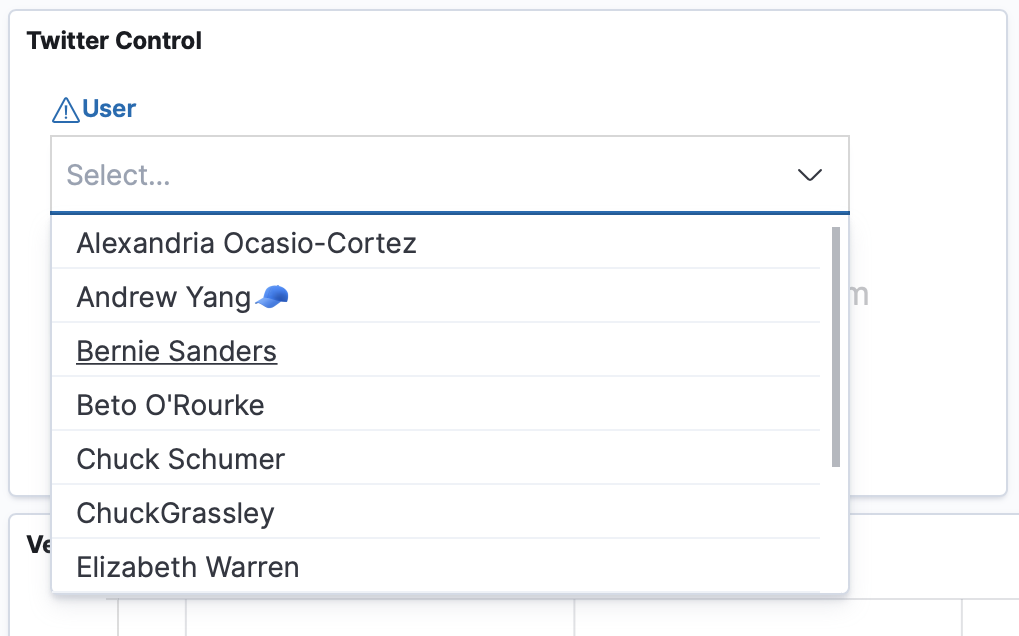 Twitter Control
User
Select...
Alexandria Ocasio-Cortez
Andrew Yang🧢
Bernie Sanders
Beto O'Rourke
Chuck Schumer
ChuckGrassley
Elizabeth Warren